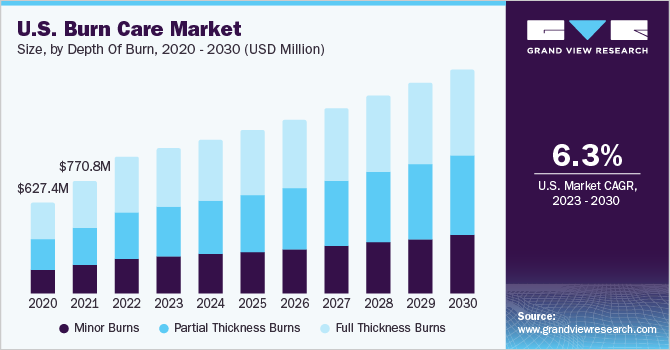 U.S. Burn Care Market
Size, by Depth Of Burn, 2020 - 2030 (USD Million)
$627.4M
$770.8M
2020 2021 2022 2023 2024 2025 2026 2027 2028 2029 2030
Minor Burns Partial Thickness Burns Full Thickness Burns
GRAND VIEW RESEARCH
6.3%
U.S. Market CAGR,
2023 - 2030
Source:
www.grandviewresearch.com